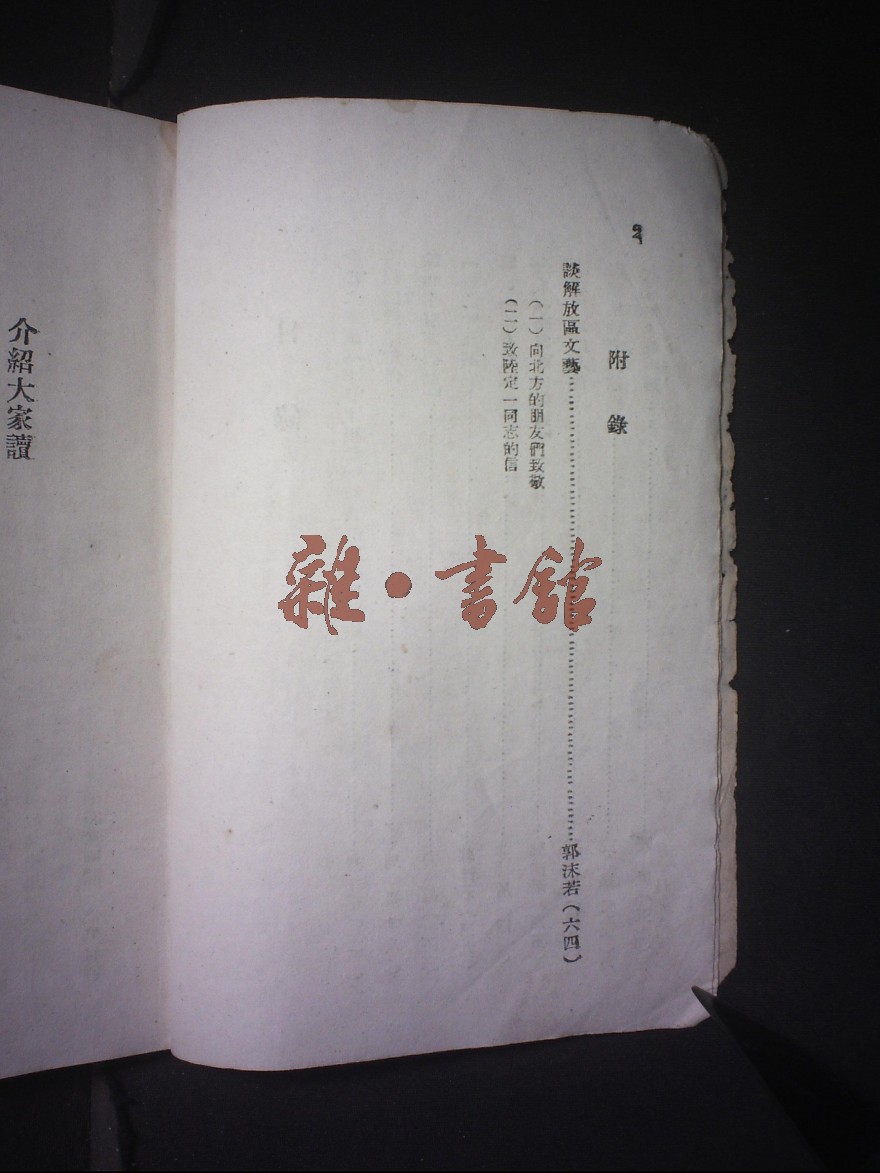 2
附錄
談解放區文藝……………………………………郭沫若（六四）
（一）向北方的朋友們致敬
（二）致陸定一同志的信
介紹大家讀
雜·書館